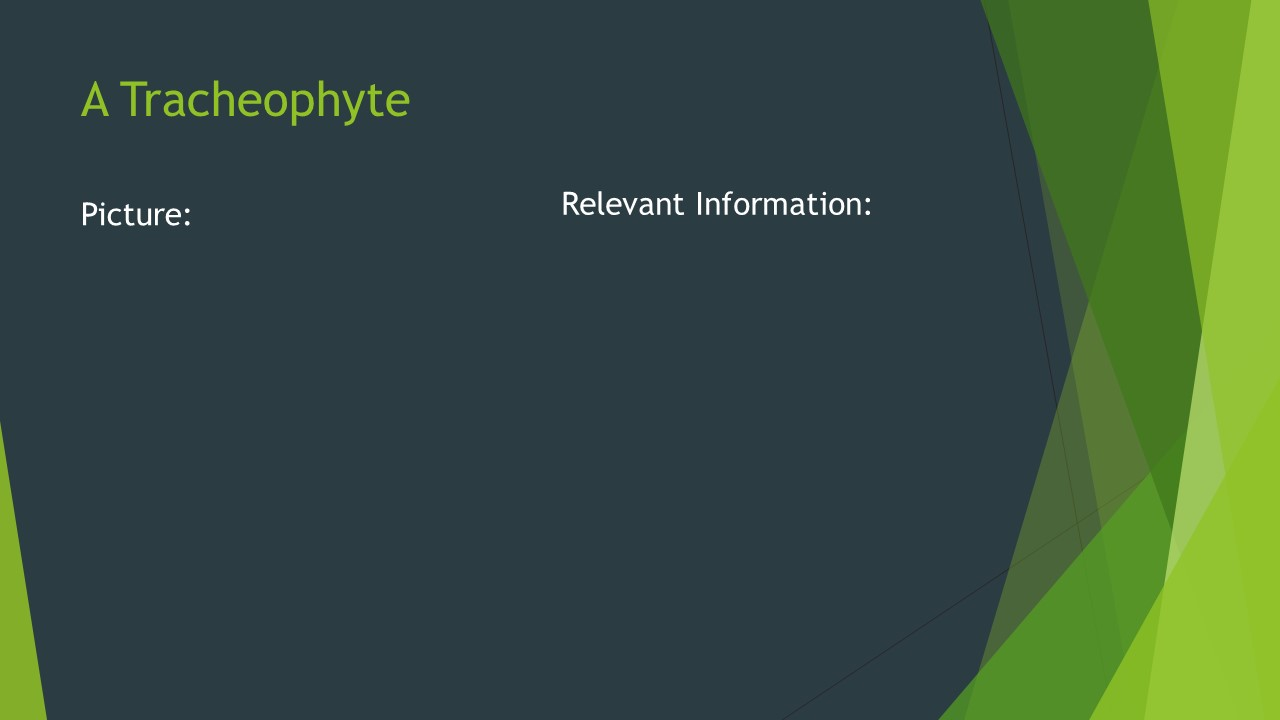 A Tracheophyte
Picture:
Relevant Information: